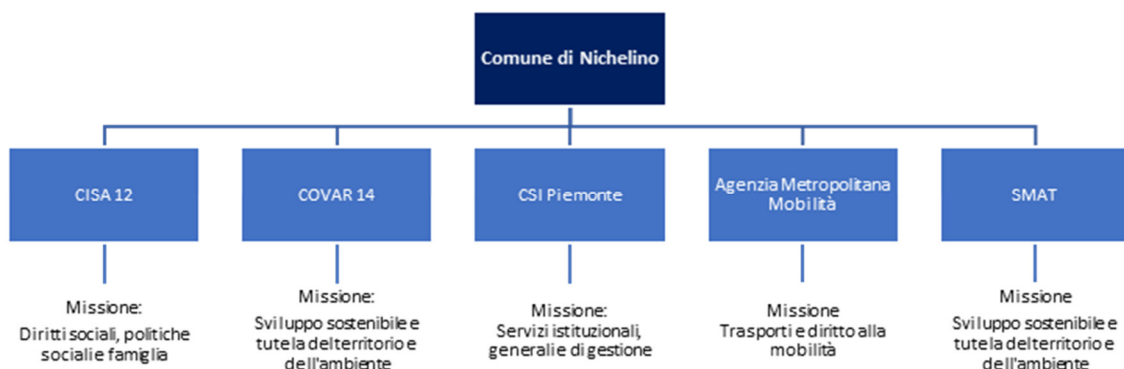 Comune di Nichelino
CISA 12
COVAR 14
CSI Piemonte
Agenzia Metropolitana
Mobilità
SMAT
Missione:
Diritti sociali, politiche
sociali e famiglia
Missione:
Sviluppo sostenibile e
tutela del territorio e
dell'ambiente
Missione:
Servizi istituzionali,
generali e di gestione
Missione
Trasporti e diritto alla
mobilità
Missione
Sviluppo sostenibile e
tutela del territorio e
dell'ambiente